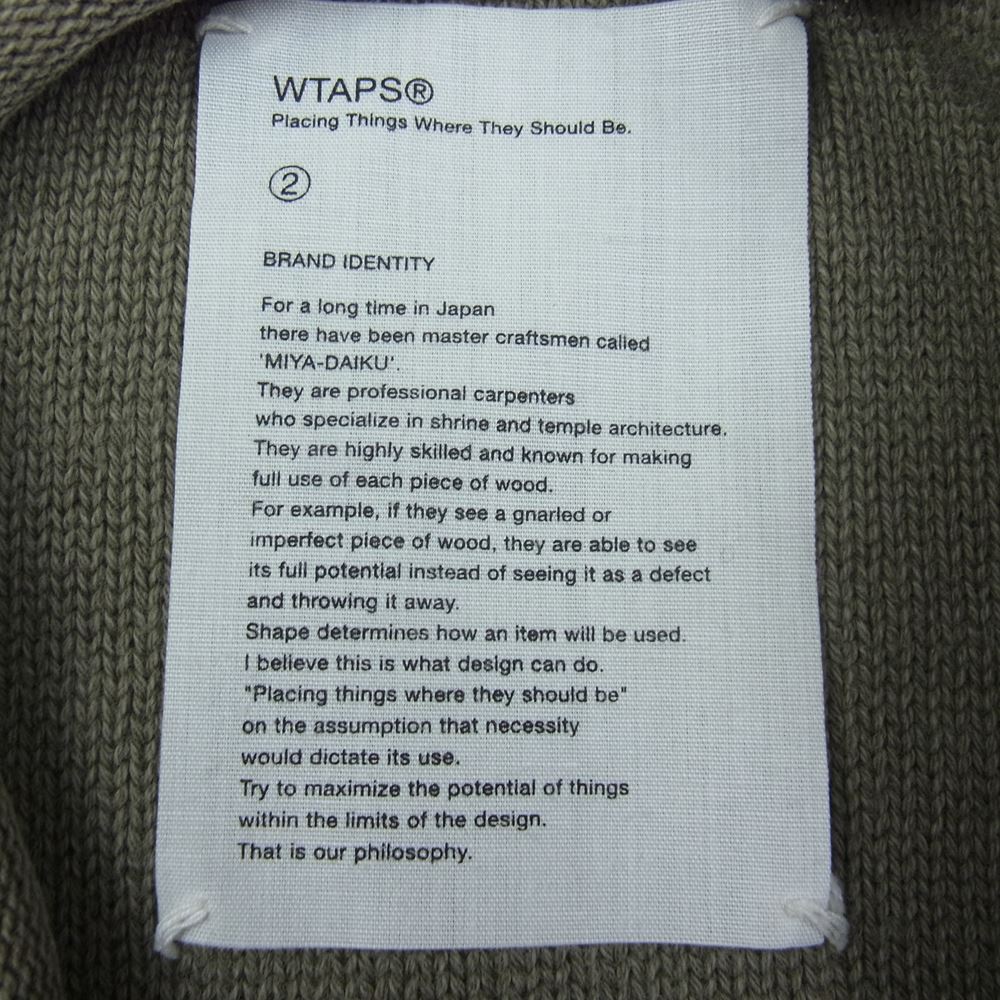 WTAPS®
Placing Things Where They Should Be.
②
BRAND IDENTITY
For a long time in Japan
there have been master craftsmen called
'MIYA-DAIKU'.
They are professional carpenters
who specialize in shrine and temple architecture.
They are highly skilled and known for making
full use of each piece of wood.
For example, if they see a gnarled or
imperfect piece of wood, they are able to see
its full potential instead of seeing it as a defect
and throwing it away.
Shape determines how an item will be used.
I believe this is what design can do.
"Placing things where they should be"
on the assumption that necessity
would dictate its use.
Try to maximize the potential of things
within the limits of the design.
That is our philosophy.